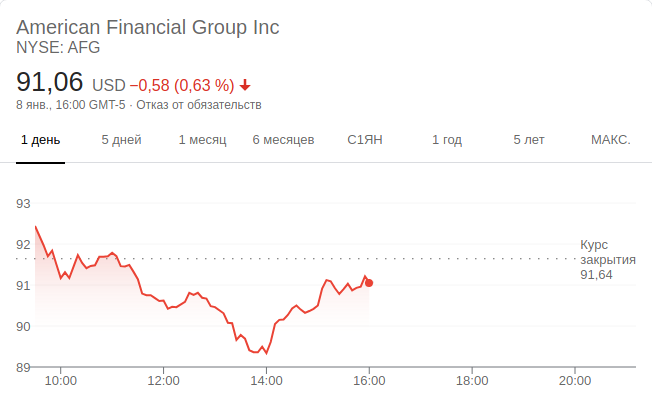 American Financial Group Inc
NYSE: AFG
91,06 USD −0,58 (0,63 %)
8 янв., 16:00 GMT-5 · Отказ от обязательств
1 день 5 дней 1 месяц 6 месяцев С1ЯН 1 год 5 лет МАКС.
93
92
91
90
89
Курс
закрытия
91,64
10:00 12:00 14:00 16:00 18:00 20:00